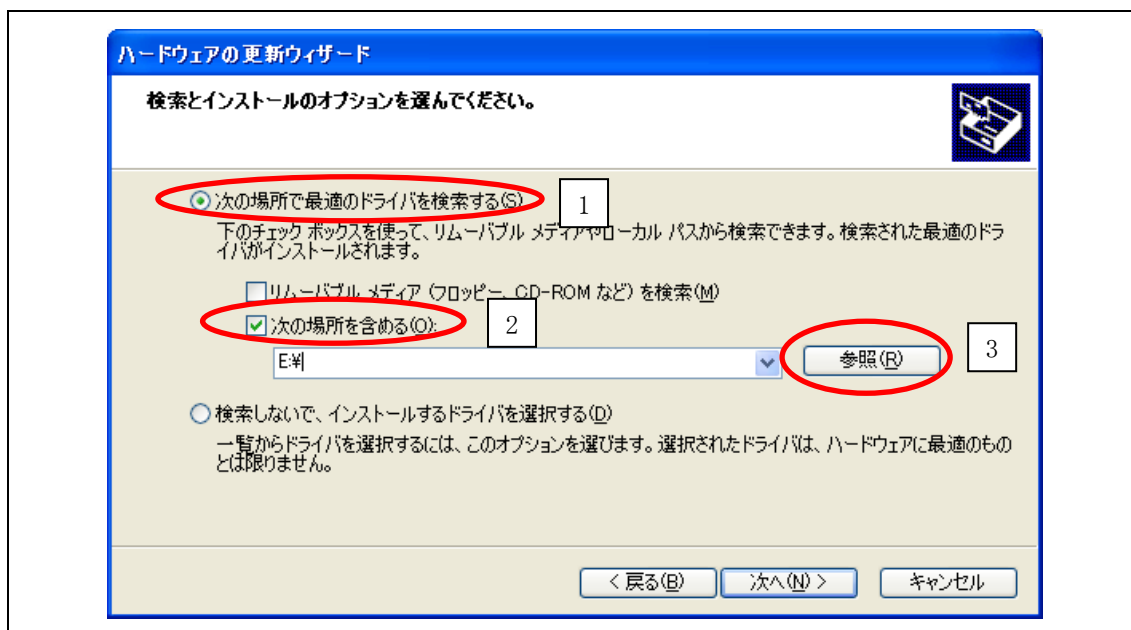 ハードウェアの更新ウィザード
検索とインストールのオプションを選んでください。
次の場所で最適のドライバを検索する(S)
1
下のチェック ボックスを使って、リムーバブル メディアやローカル パスから検索できます。検索された最適のドラ
イバがインストールされます。
リムーバブル メディア (フロッピー、CD-ROM など) を検索(M)
次の場所を含める(O):
2
E:¥
参照(R)
3
検索しないで、インストールするドライバを選択する(D)
一覧からドライバを選択するには、このオプションを選びます。選択されたドライバは、ハードウェアに最適のもの
とは限りません。
< 戻る(B)
次へ(N) >
キャンセル